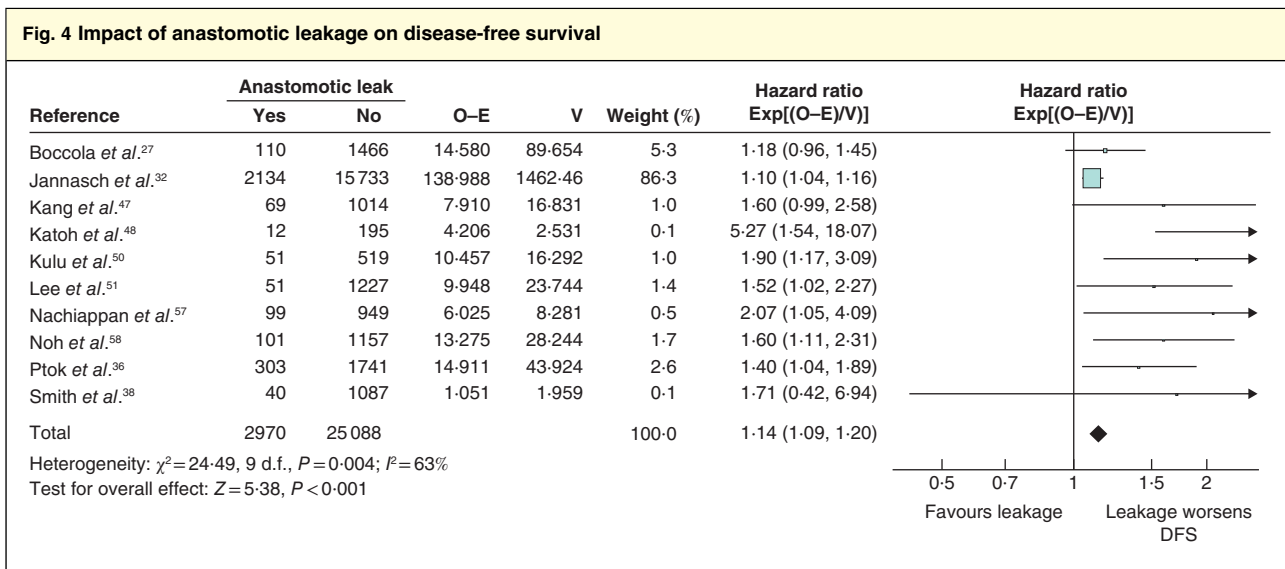 Fig. 4 Impact of anastomotic leakage on disease-free survival
Anastomotic leak Hazard ratio Hazard ratio
Reference Yes No O–E V Weight (%) Exp[(O–E)/V)] Exp[(O–E)/V)]
Boccola et al.27 110 1466 14·580 89·654 5·3 1·18 (0·96, 1·45)
Jannasch et al.32 2134 15 733 138·988 1462·46 86·3 1·10 (1·04, 1·16)
Kang et al.47 69 1014 7·910 16·831 1·0 1·60 (0·99, 2·58)
Katoh et al.48 12 195 4·206 2·531 0·1 5·27 (1·54, 18·07)
Kulu et al.50 51 519 10·457 16·292 1·0 1·90 (1·17, 3·09)
Lee et al.51 51 1227 9·948 23·744 1·4 1·52 (1·02, 2·27)
Nachiappan et al.57 99 949 6·025 8·281 0·5 2·07 (1·05, 4·09)
Noh et al.58 101 1157 13·275 28·244 1·7 1·60 (1·11, 2·31)
Ptok et al.36 303 1741 14·911 43·924 2·6 1·40 (1·04, 1·89)
Smith et al.38 40 1087 1·051 1·959 0·1 1·71 (0·42, 6·94)
Total 2970 25 088 100·0 1·14 (1·09, 1·20)
Heterogeneity: χ²=24·49, 9 d.f., P=0·004; I²=63%
Test for overall effect: Z=5·38, P<0·001
0·5 0·7 1 1·5 2
Favours leakage Leakage worsens
DFS